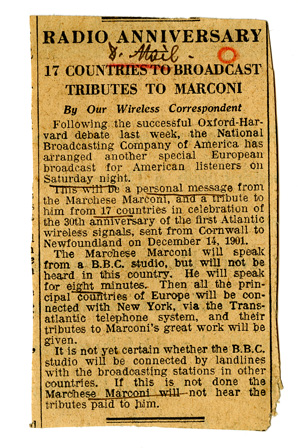 RADIO ANNIVERSARY
D. Mail
17 COUNTRIES TO BROADCAST
TRIBUTES TO MARCONI
By Our Wireless Correspondent
Following the successful Oxford-Har-
vard debate last week, the National
Broadcasting Company of America has
arranged another special European
broadcast for American listeners on
Saturday night.
This will be a personal message from
the Marchese Marconi, and a tribute to
him from 17 countries in celebration of
the 30th anniversary of the first Atlantic
wireless signals, sent from Cornwall to
Newfoundland on December 14, 1901.
The Marchese Marconi will speak
from a B.B.C. studio, but will not be
heard in this country. He will speak
for eight minutes. Then all the prin-
cipal countries of Europe will be con-
nected with New York, via the Trans-
atlantic telephone system, and their
tributes to Marconi's great work will be
given.
It is not yet certain whether the B.B.C.
studio will be connected by landlines
with the broadcasting stations in other
countries. If this is not done the
Marchese Marconi will not hear the
tributes paid to him.